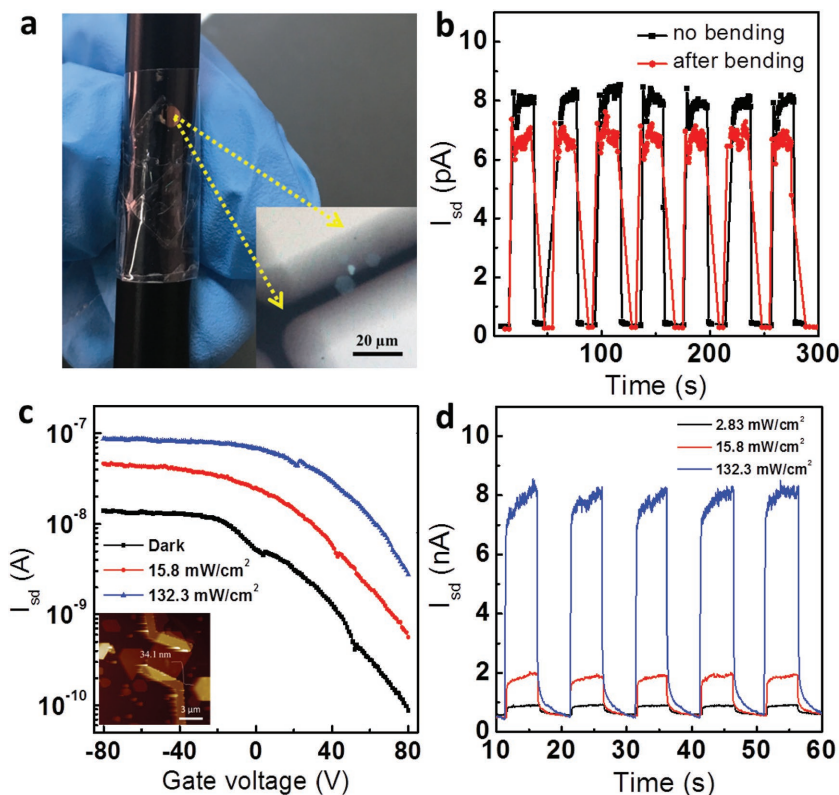 a
20 µm
b
10
8
6
4
2
0
I_sd (pA)
no bending
after bending
100
200
300
Time (s)
c
10⁻⁷
10⁻⁸
10⁻⁹
10⁻¹⁰
I_sd (A)
Dark
15.8 mW/cm²
132.3 mW/cm²
34.1 nm
3 µm
-80
-40
0
40
80
Gate voltage (V)
d
10
8
6
4
2
0
I_sd (nA)
2.83 mW/cm²
15.8 mW/cm²
132.3 mW/cm²
10
20
30
40
50
60
Time (s)